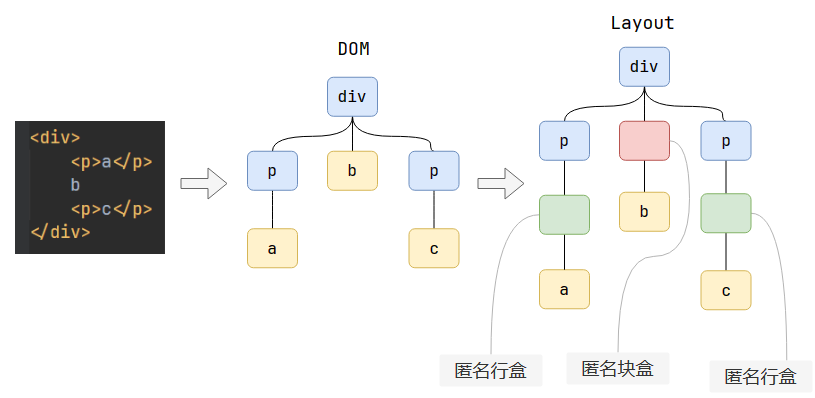 <div>
<p>a</p>
b
<p>c</p>
</div>
DOM
div
p b p
a c
Layout
div
p p
b
a c
匿名行盒 匿名块盒 匿名行盒